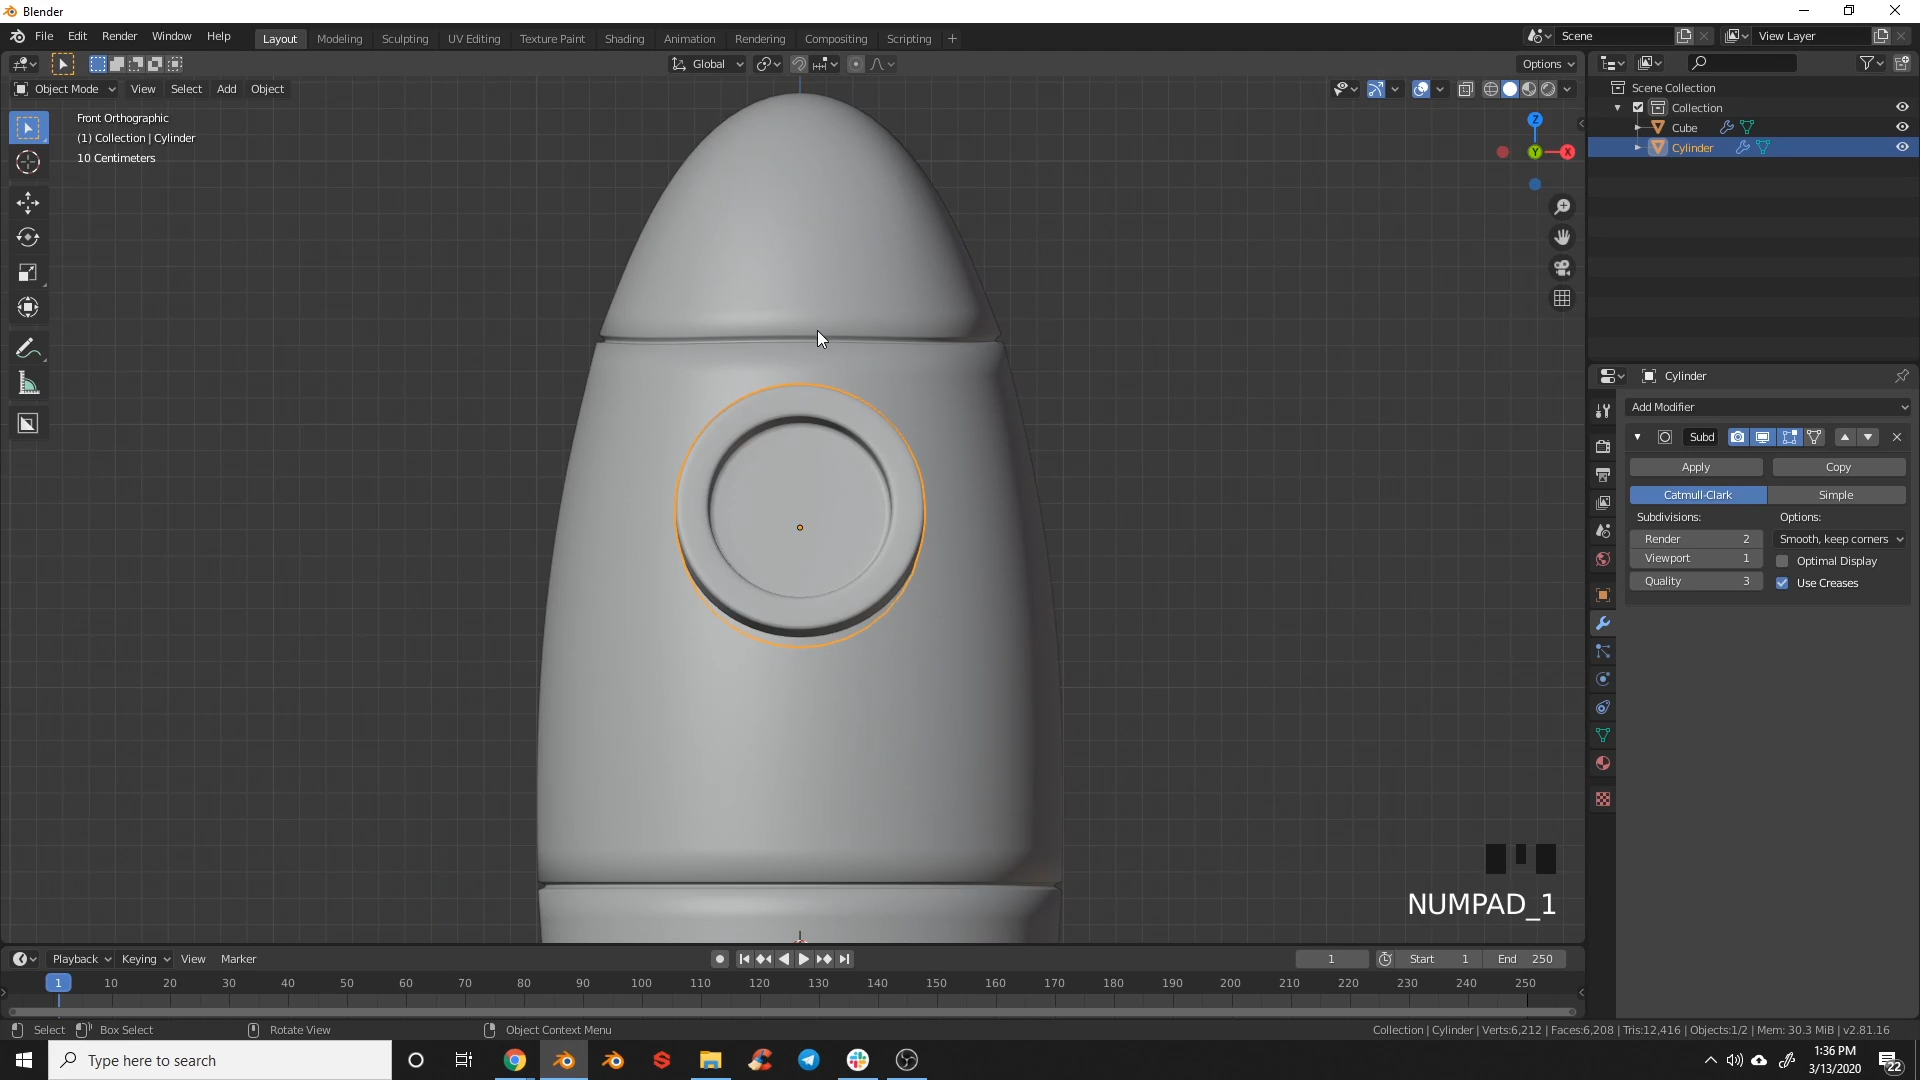 Blender
File Edit Render Window Help
Layout Modeling Sculpting UV Editing Texture Paint Shading Animation Rendering Compositing Scripting +
Scene
View Layer
Global
Options
Object Mode View Select Add Object
Front Orthographic
(1) Collection | Cylinder
10 Centimeters
Z
Y
X
Scene Collection
Collection
Cube
Cylinder
Cylinder
Add Modifier
Subd
Apply Copy
Catmull-Clark Simple
Subdivisions: Options:
Render 2 Smooth, keep corners
Viewport 1 Optimal Display
Quality 3 Use Creases
NUMPAD_1
Playback Keying View Marker
1 Start 1 End 250
1 10 20 30 40 50 60 70 80 90 100 110 120 130 140 150 160 170 180 190 200 210 220 230 240 250
Select Box Select Rotate View Object Context Menu
Collection | Cylinder | Verts:6,212 | Faces:6,208 | Tris:12,416 | Objects:1/2 | Mem: 30.3 MiB | v2.81.16
Type here to search
1:36 PM
3/13/2020
22